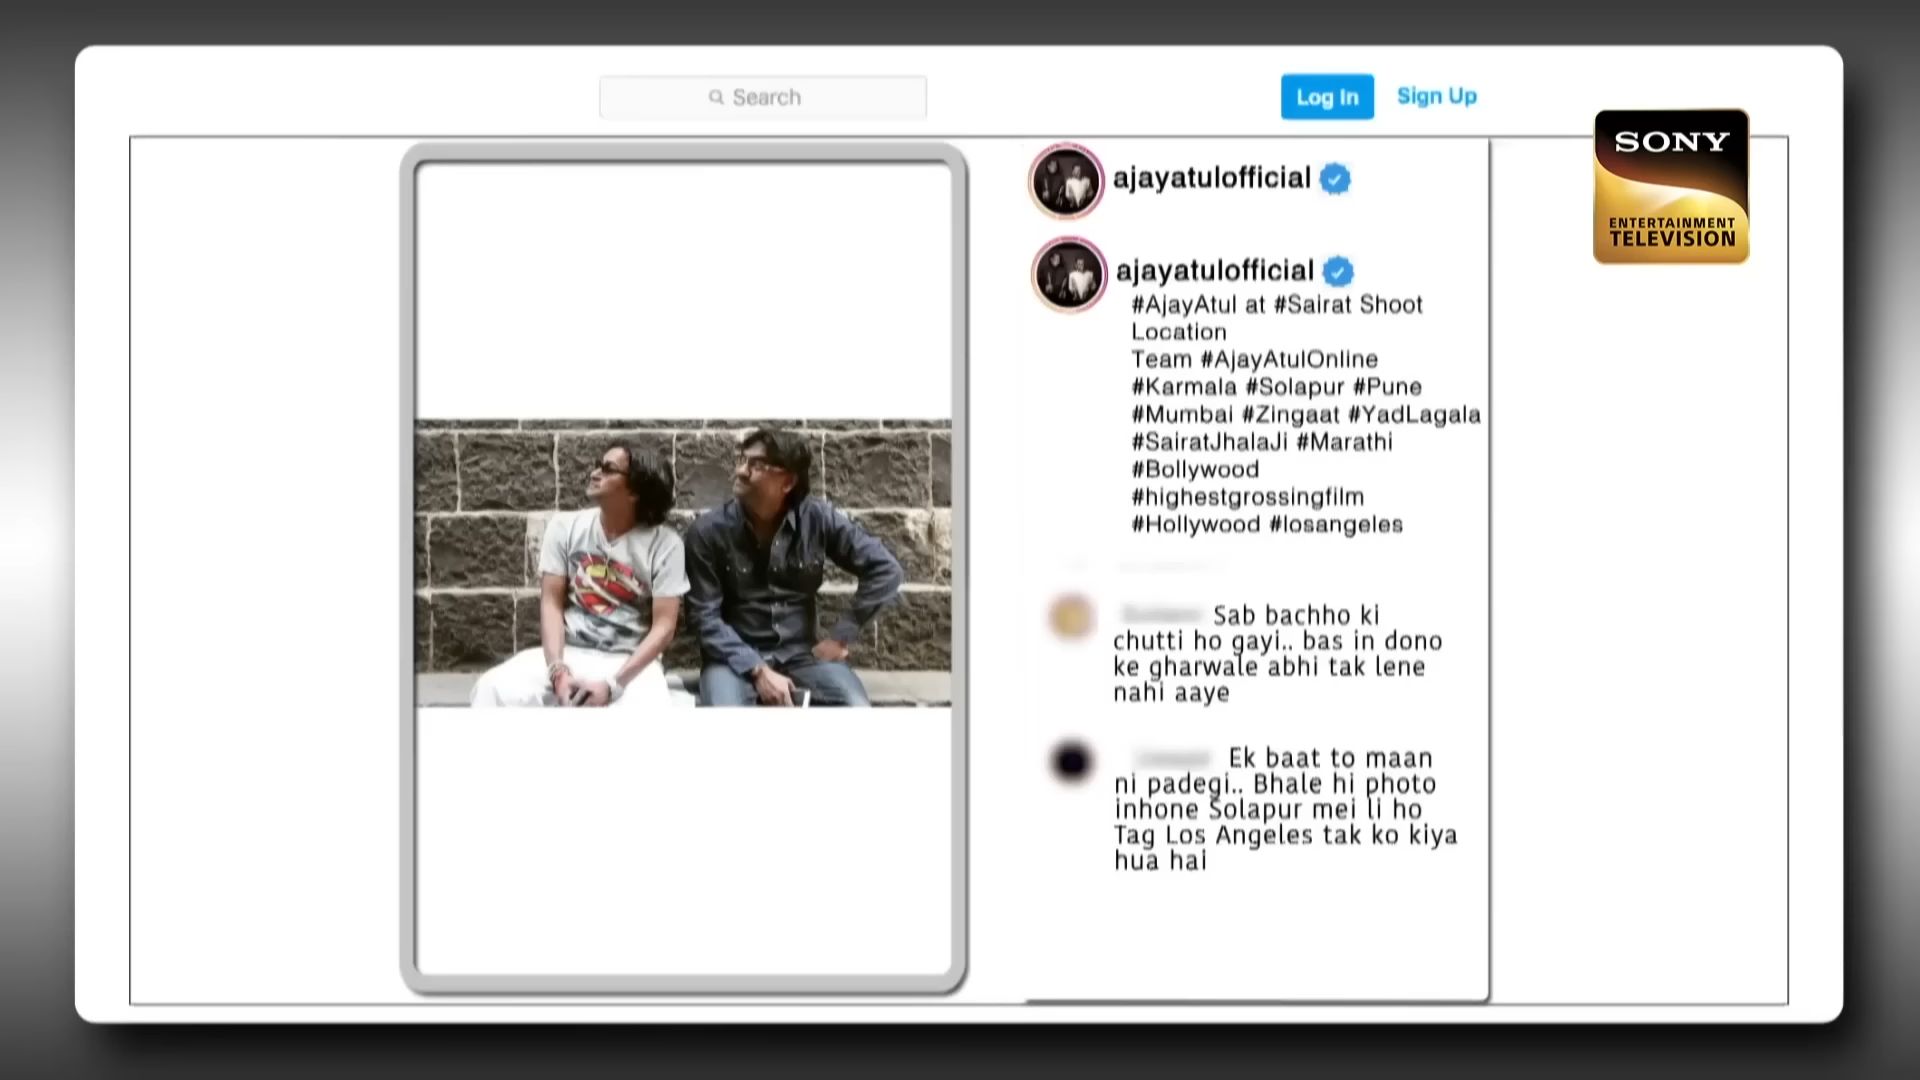 Search
Log In
Sign Up
SONY
ENTERTAINMENT
TELEVISION
ajayatulofficial
ajayatulofficial
#AjayAtul at #Sairat Shoot
Location
Team #AjayAtulOnline
#Karmala #Solapur #Pune
#Mumbai #Zingaat #YadLagala
#SairatJhalaJi #Marathi
#Bollywood
#highestgrossingfilm
#Hollywood #losangeles
Sab bachho ki
chutti ho gayi.. bas in dono
ke gharwale abhi tak lene
nahi aaye
Ek baat to maan
ni padegi.. Bhale hi photo
inhone Solapur mei li ho
Tag Los Angeles tak ko kiya
hua hai